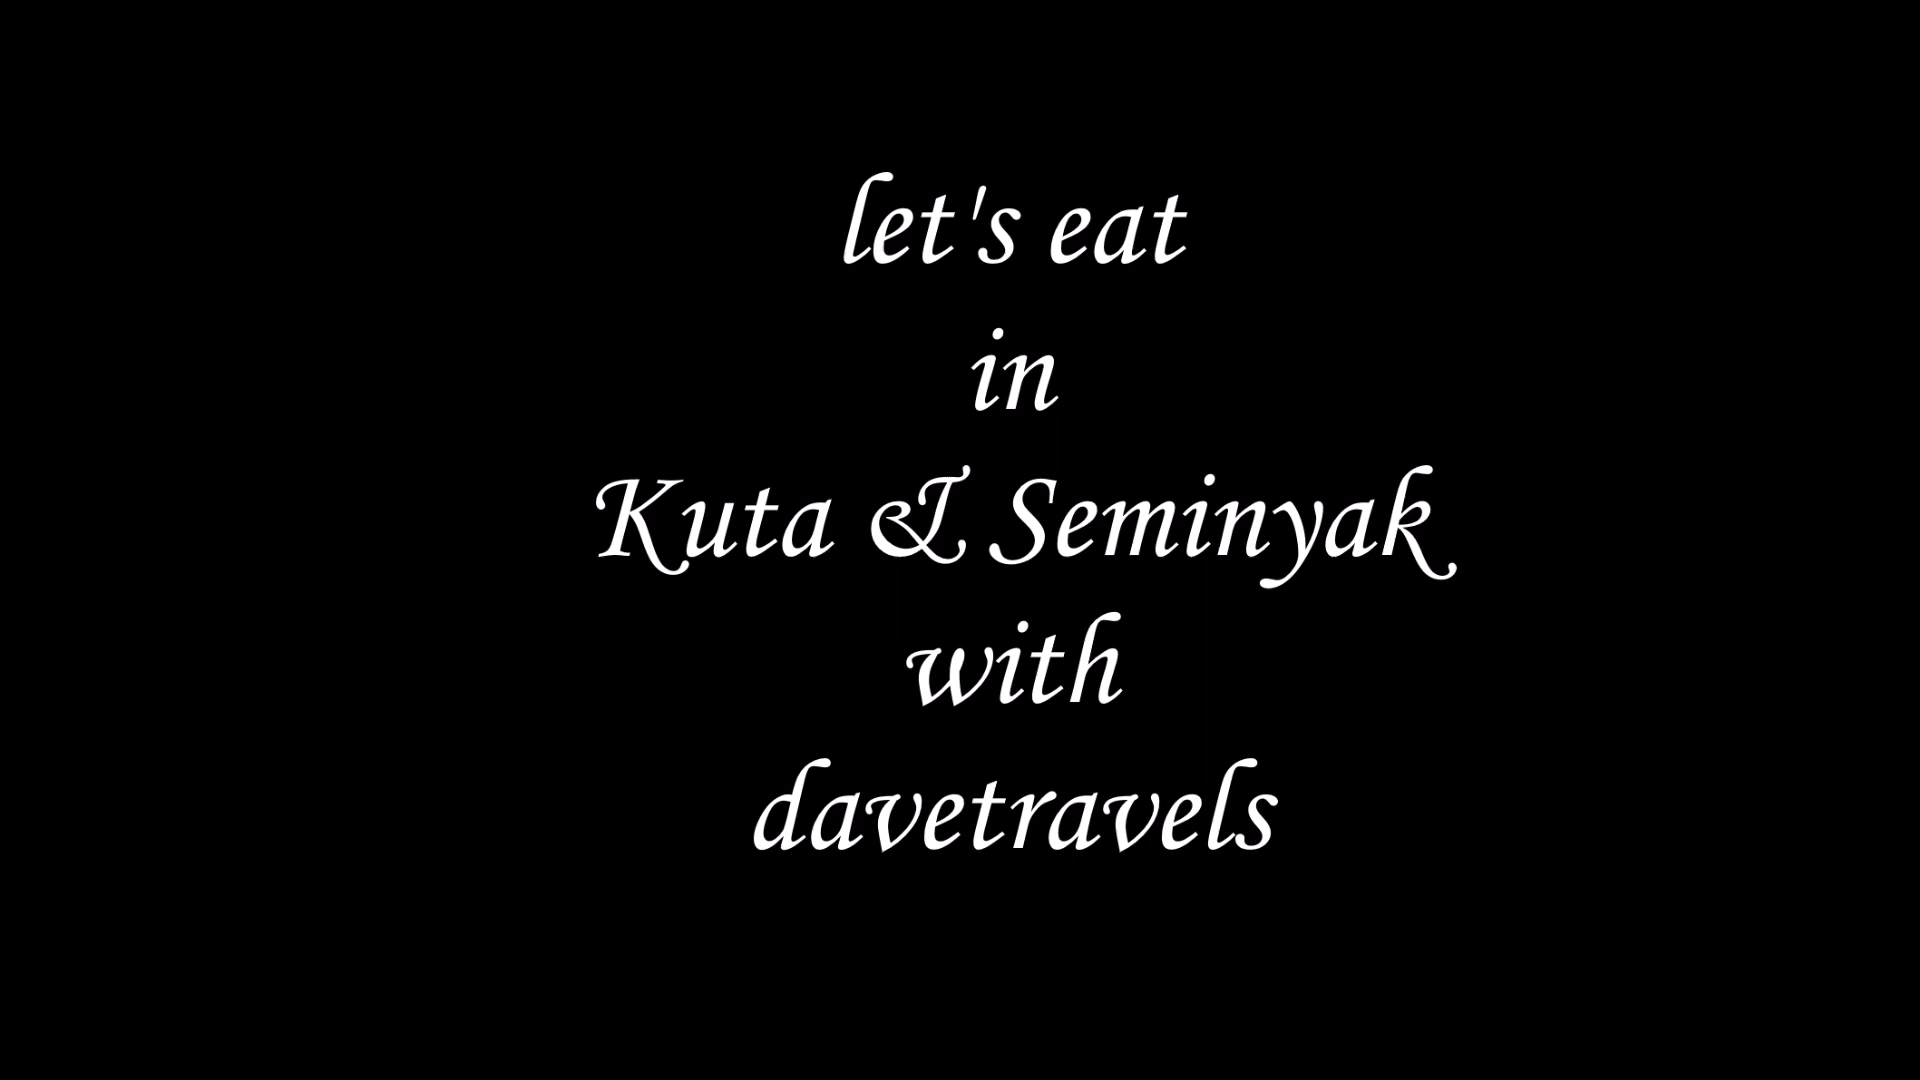 let's eat
in
Kuta & Seminyak
with
davetravels